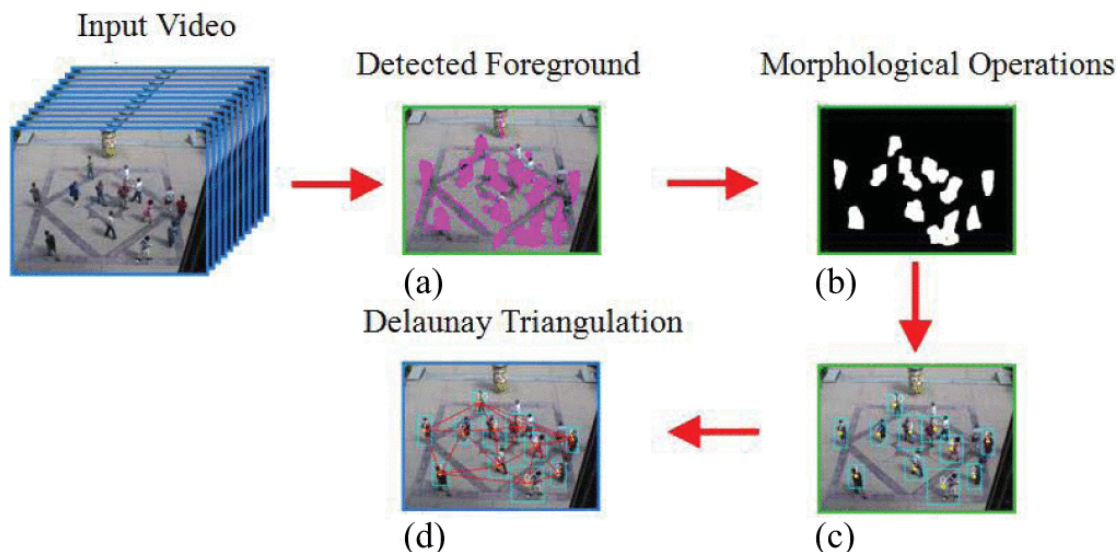 Input Video
Detected Foreground
Morphological Operations
(a)
(b)
Delaunay Triangulation
(d)
(c)